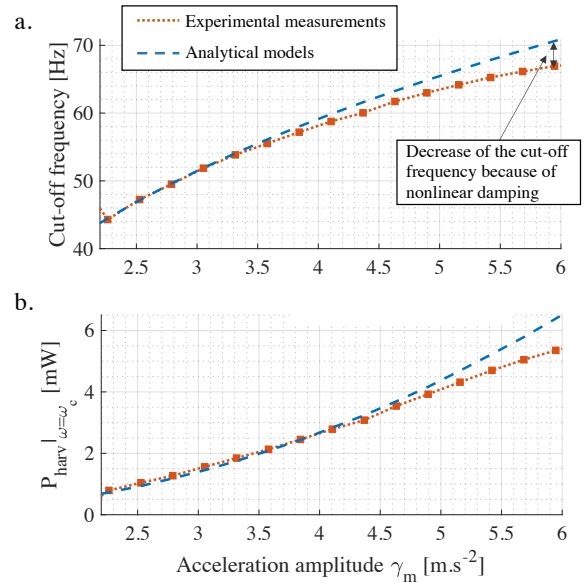 a.
Experimental measurements
Analytical models
Cut-off frequency [Hz]
70
60
50
40
Decrease of the cut-off
frequency because of
nonlinear damping
2.5 3 3.5 4 4.5 5 5.5 6
b.
P_harv|_ω=ω_c [mW]
6
4
2
0
2.5 3 3.5 4 4.5 5 5.5 6
Acceleration amplitude γ_m [m.s⁻²]